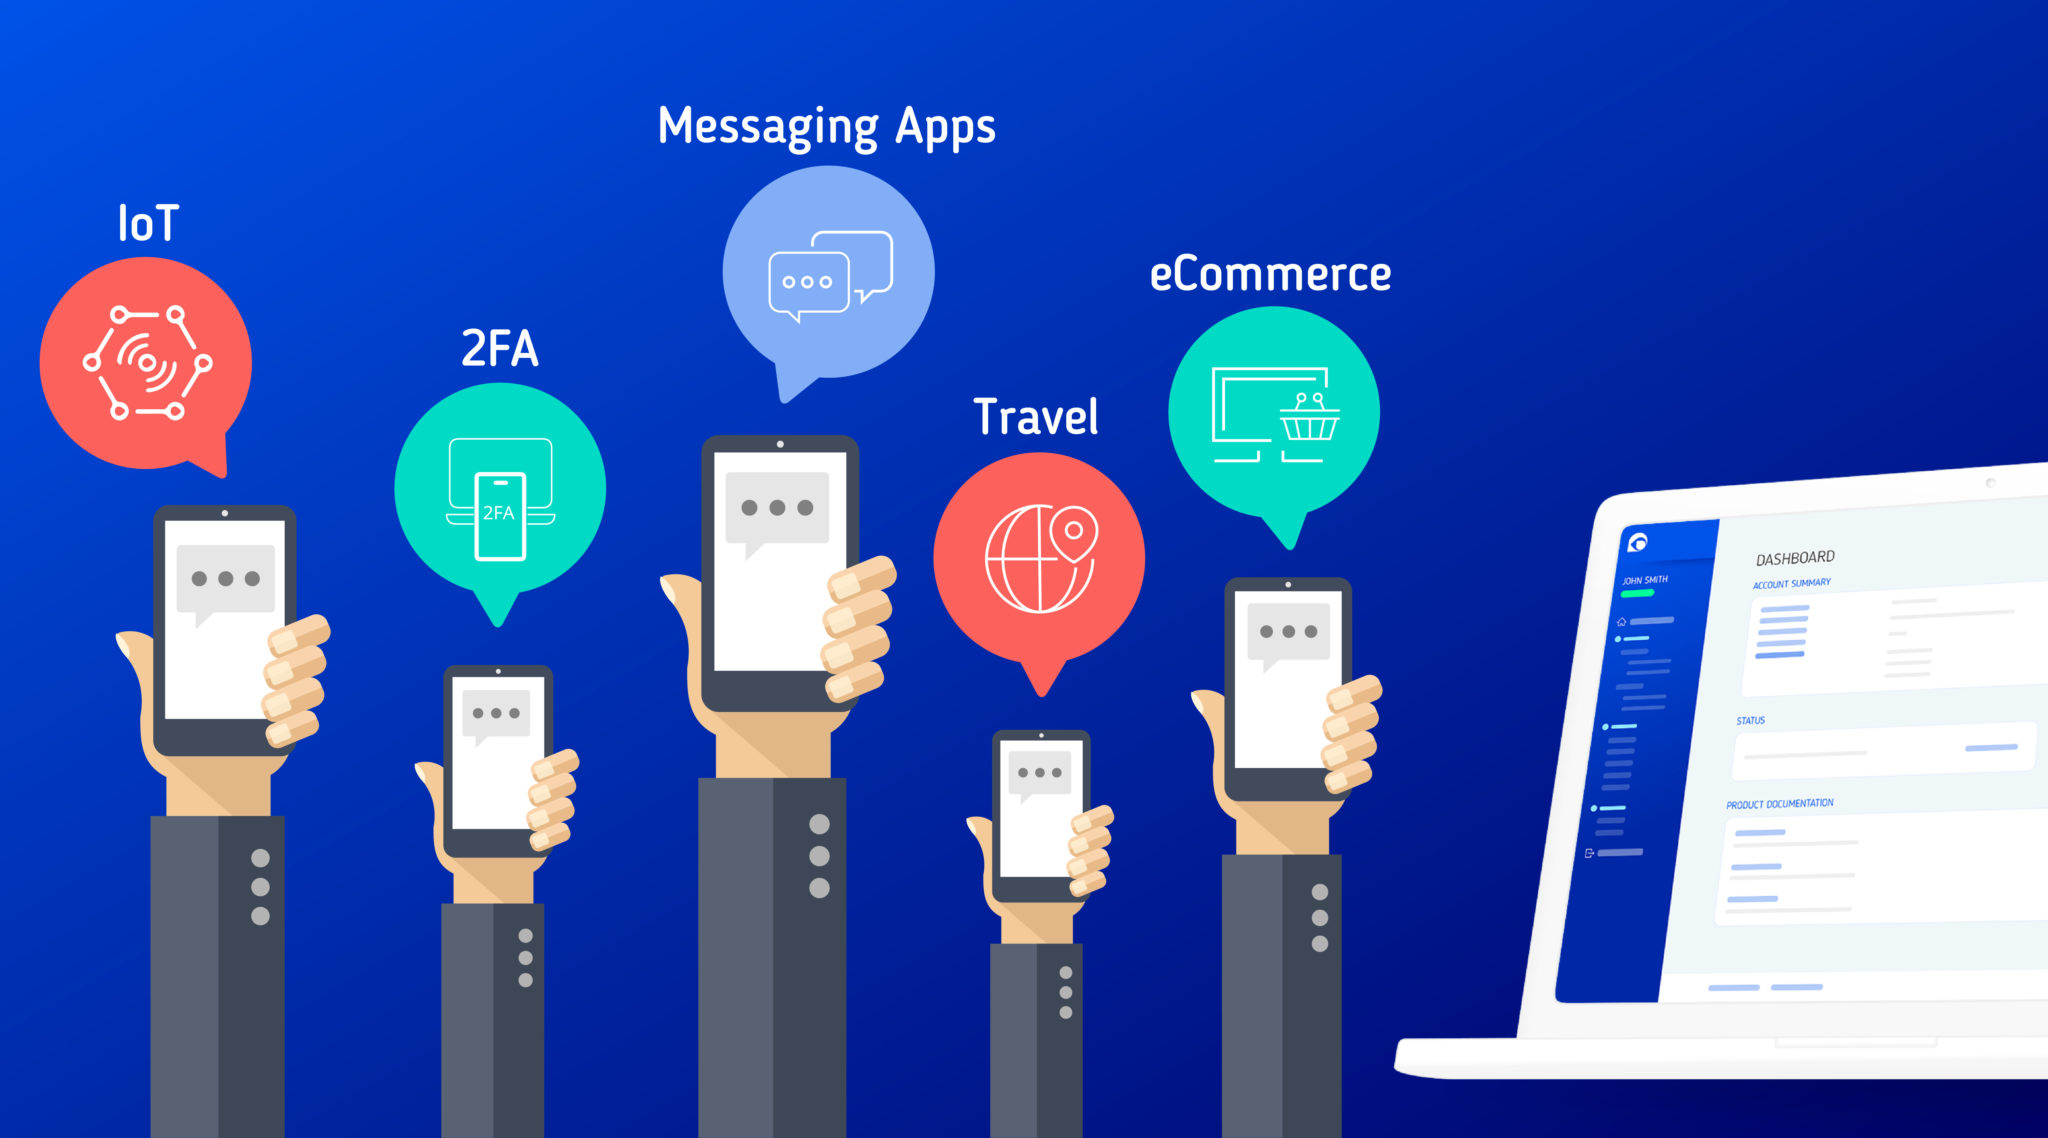 Messaging Apps
IoT
eCommerce
2FA
Travel
2FA
DASHBOARD
ACCOUNT SUMMARY
JOHN SMITH
STATUS
PRODUCT DOCUMENTATION